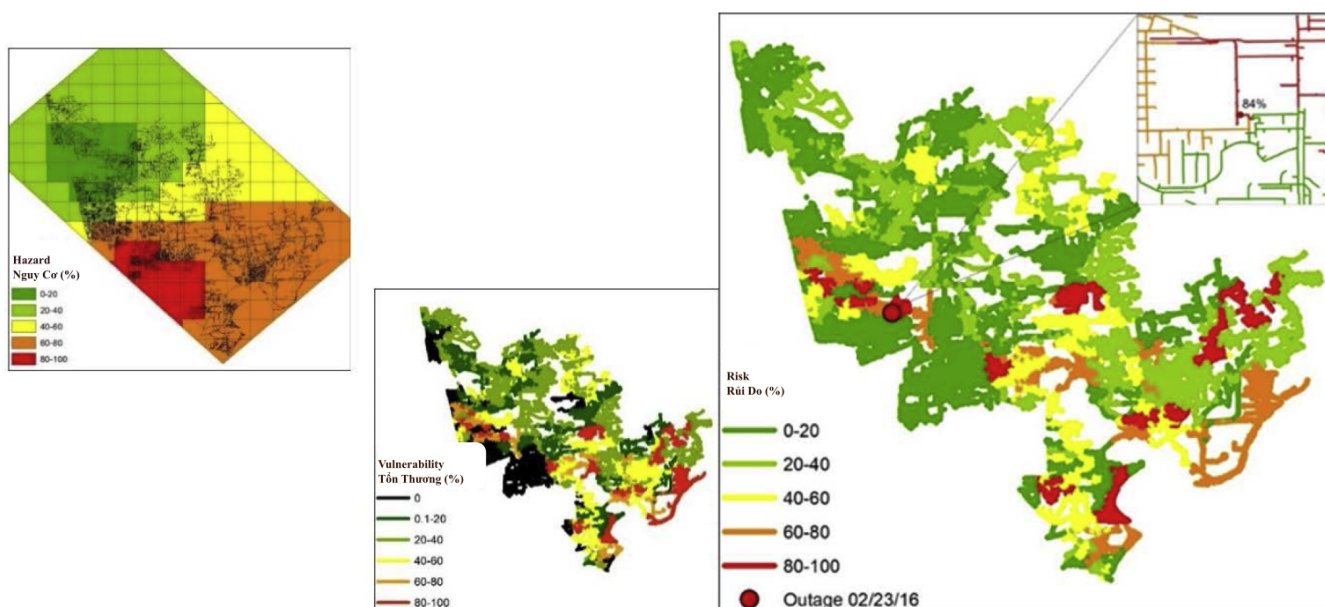 Hazard
Nguy Cơ (%)
0-20
20-40
40-60
60-80
80-100
Vulnerability
Tổn Thương (%)
0
0.1-20
20-40
40-60
60-80
80-100
84%
Risk
Rủi Do (%)
0-20
20-40
40-60
60-80
80-100
Outage 02/23/16